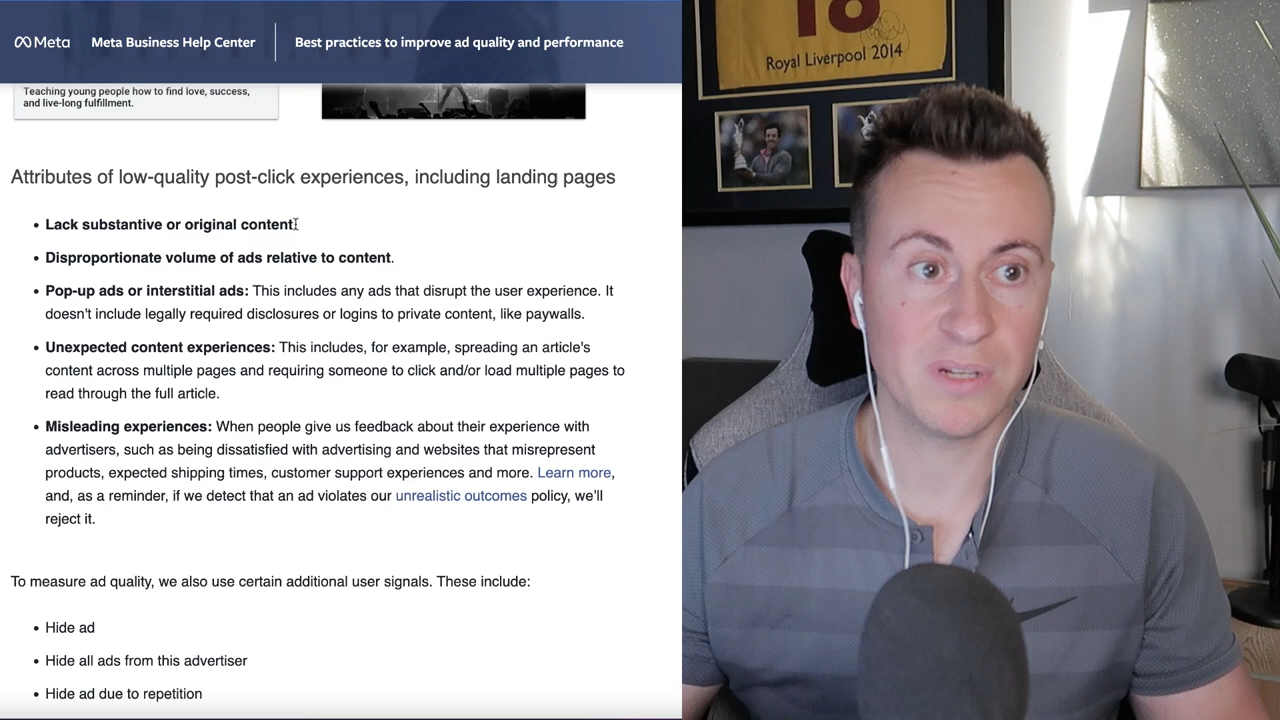 Meta
Meta Business Help Center
Best practices to improve ad quality and performance
18
Royal Liverpool 2014
Teaching young people how to find love, success,
and live-long fulfillment.
Attributes of low-quality post-click experiences, including landing pages
• Lack substantive or original content.
• Disproportionate volume of ads relative to content.
• Pop-up ads or interstitial ads: This includes any ads that disrupt the user experience. It
doesn't include legally required disclosures or logins to private content, like paywalls.
• Unexpected content experiences: This includes, for example, spreading an article's
content across multiple pages and requiring someone to click and/or load multiple pages to
read through the full article.
• Misleading experiences: When people give us feedback about their experience with
advertisers, such as being dissatisfied with advertising and websites that misrepresent
products, expected shipping times, customer support experiences and more. Learn more,
and, as a reminder, if we detect that an ad violates our unrealistic outcomes policy, we’ll
reject it.
To measure ad quality, we also use certain additional user signals. These include:
• Hide ad
• Hide all ads from this advertiser
• Hide ad due to repetition